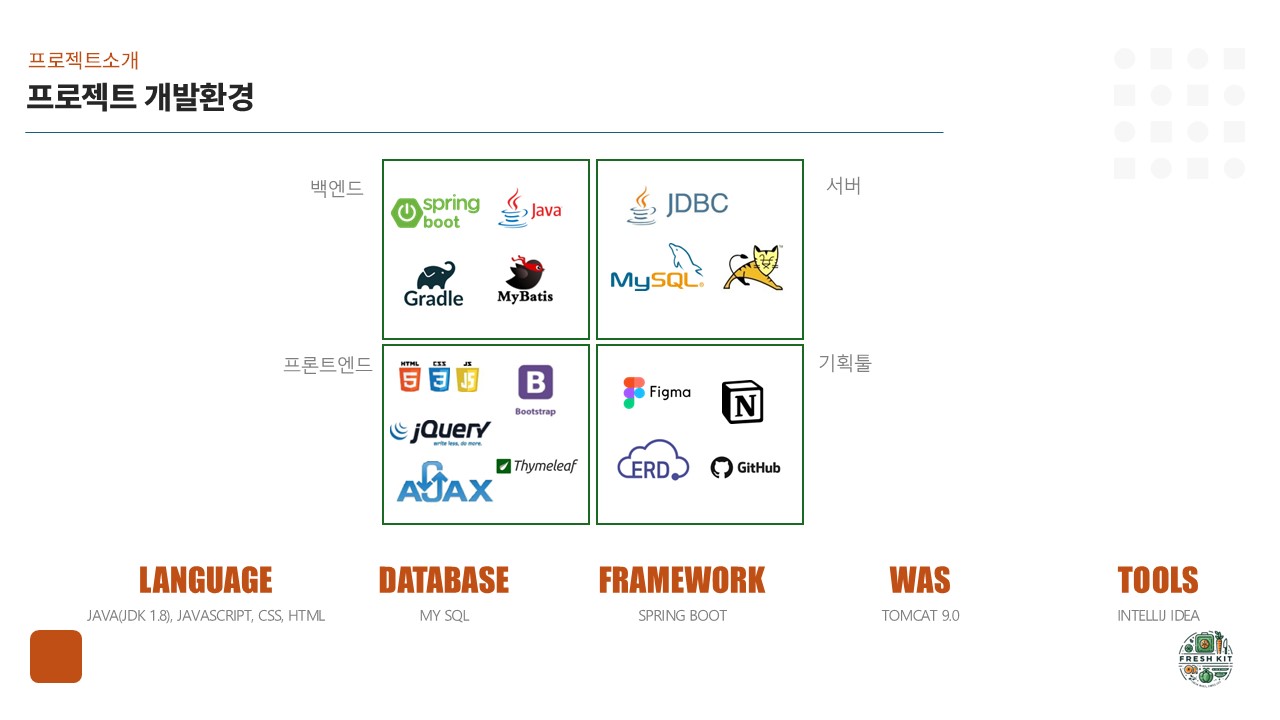 프로젝트소개
프로젝트 개발환경
백엔드
spring
boot
Java
Gradle
MyBatis
JDBC
MySQL
서버
프론트엔드
HTML
5
CSS
3
JS
JS
B
Bootstrap
jQuery
write less, do more.
AJAX
Thymeleaf
Figma
N
ERD
GitHub
기획툴
LANGUAGE
JAVA(JDK 1.8), JAVASCRIPT, CSS, HTML
DATABASE
MY SQL
FRAMEWORK
SPRING BOOT
WAS
TOMCAT 9.0
TOOLS
INTELLIJ IDEA
FRESH KIT